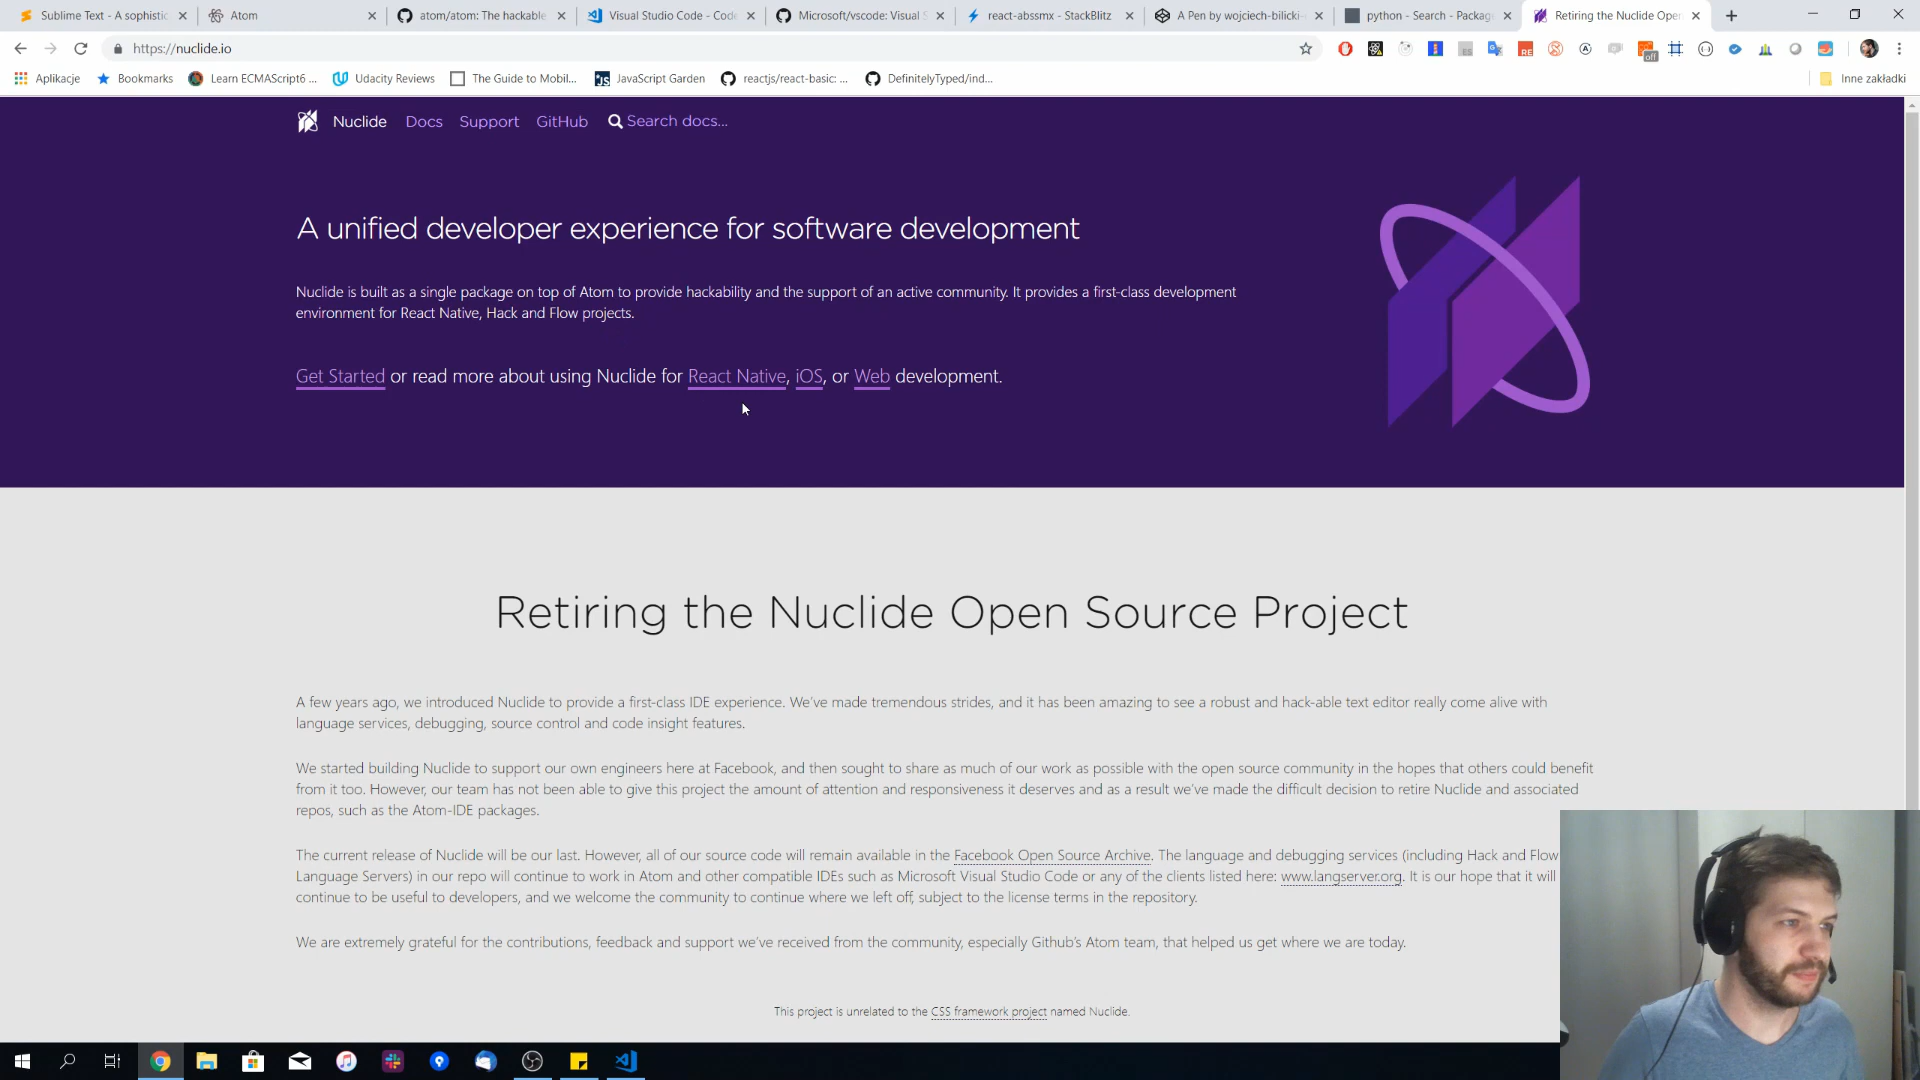 Sublime Text - A sophistic
Atom
atom/atom: The hackable
Visual Studio Code - Cod
Microsoft/vscode: Visual S
react-abssmx - StackBlitz
A Pen by wojciech-bilicki-
python - Search - Packag
Retiring the Nuclide Open
https://nuclide.io
Aplikacje
Bookmarks
Learn ECMAScript6 ...
Udacity Reviews
The Guide to Mobil...
JavaScript Garden
reactjs/react-basic: ...
DefinitelyTyped/ind...
Inne zakładki
Nuclide Docs Support GitHub Search docs...
A unified developer experience for software development
Nuclide is built as a single package on top of Atom to provide hackability and the support of an active community. It provides a first-class development
environment for React Native, Hack and Flow projects.
Get Started or read more about using Nuclide for React Native, iOS, or Web development.
Retiring the Nuclide Open Source Project
A few years ago, we introduced Nuclide to provide a first-class IDE experience. We've made tremendous strides, and it has been amazing to see a robust and hack-able text editor really come alive with
language services, debugging, source control and code insight features.
We started building Nuclide to support our own engineers here at Facebook, and then sought to share as much of our work as possible with the open source community in the hopes that others could benefit
from it too. However, our team has not been able to give this project the amount of attention and responsiveness it deserves and as a result we've made the difficult decision to retire Nuclide and associated
repos, such as the Atom-IDE packages.
The current release of Nuclide will be our last. However, all of our source code will remain available in the Facebook Open Source Archive. The language and debugging services (including Hack and Flow
Language Servers) in our repo will continue to work in Atom and other compatible IDEs such as Microsoft Visual Studio Code or any of the clients listed here: www.langserver.org. It is our hope that it will
continue to be useful to developers, and we welcome the community to continue where we left off, subject to the license terms in the repository.
We are extremely grateful for the contributions, feedback and support we've received from the community, especially Github's Atom team, that helped us get where we are today.
This project is unrelated to the CSS framework project named Nuclide.